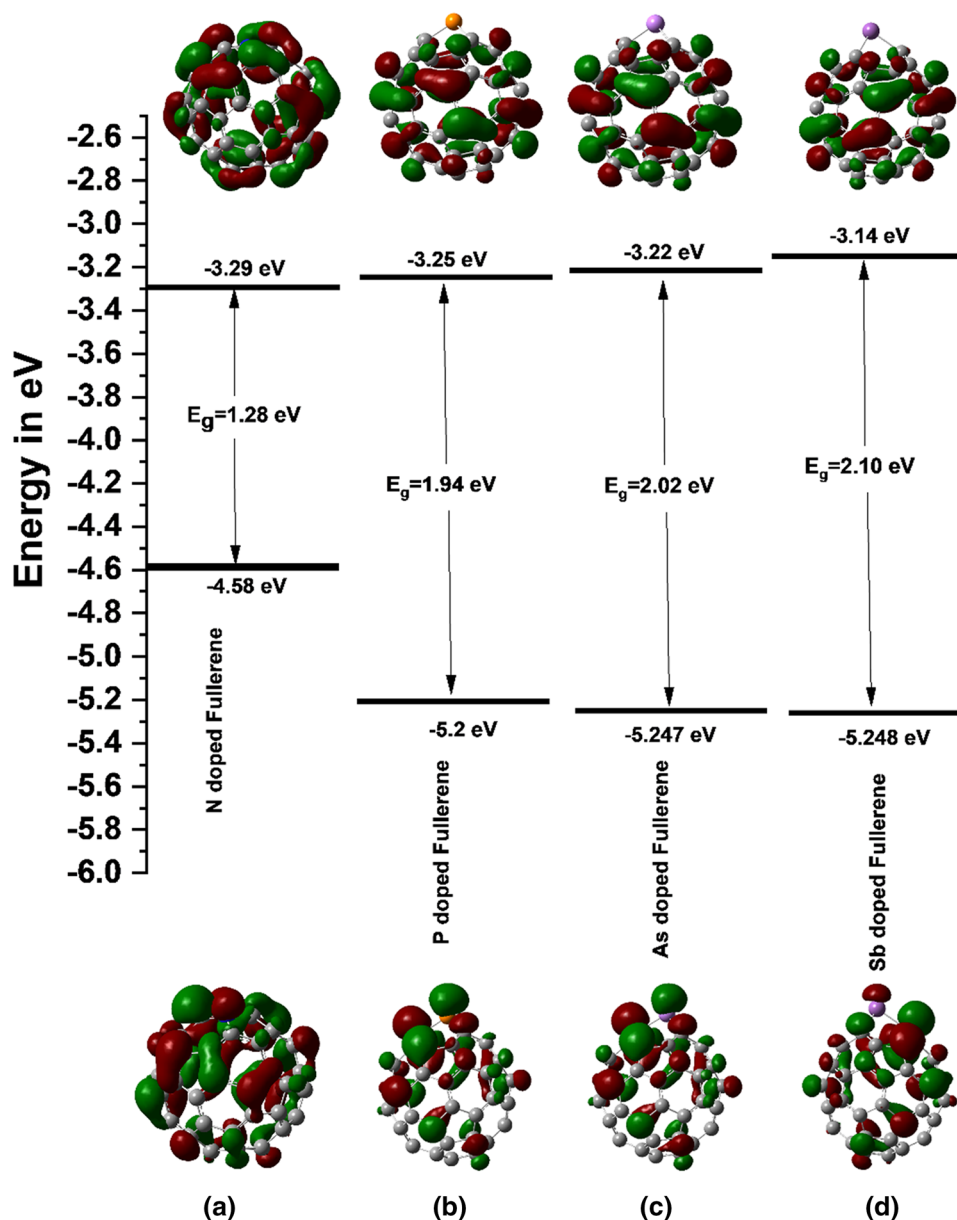 Energy in eV
-2.6
-2.8
-3.0
-3.2
-3.4
-3.6
-3.8
-4.0
-4.2
-4.4
-4.6
-4.8
-5.0
-5.2
-5.4
-5.6
-5.8
-6.0
-3.29 eV
Eg=1.28 eV
-4.58 eV
N doped Fullerene
-3.25 eV
Eg=1.94 eV
-5.2 eV
P doped Fullerene
-3.22 eV
Eg=2.02 eV
-5.247 eV
As doped Fullerene
-3.14 eV
Eg=2.10 eV
-5.248 eV
Sb doped Fullerene
(a)
(b)
(c)
(d)